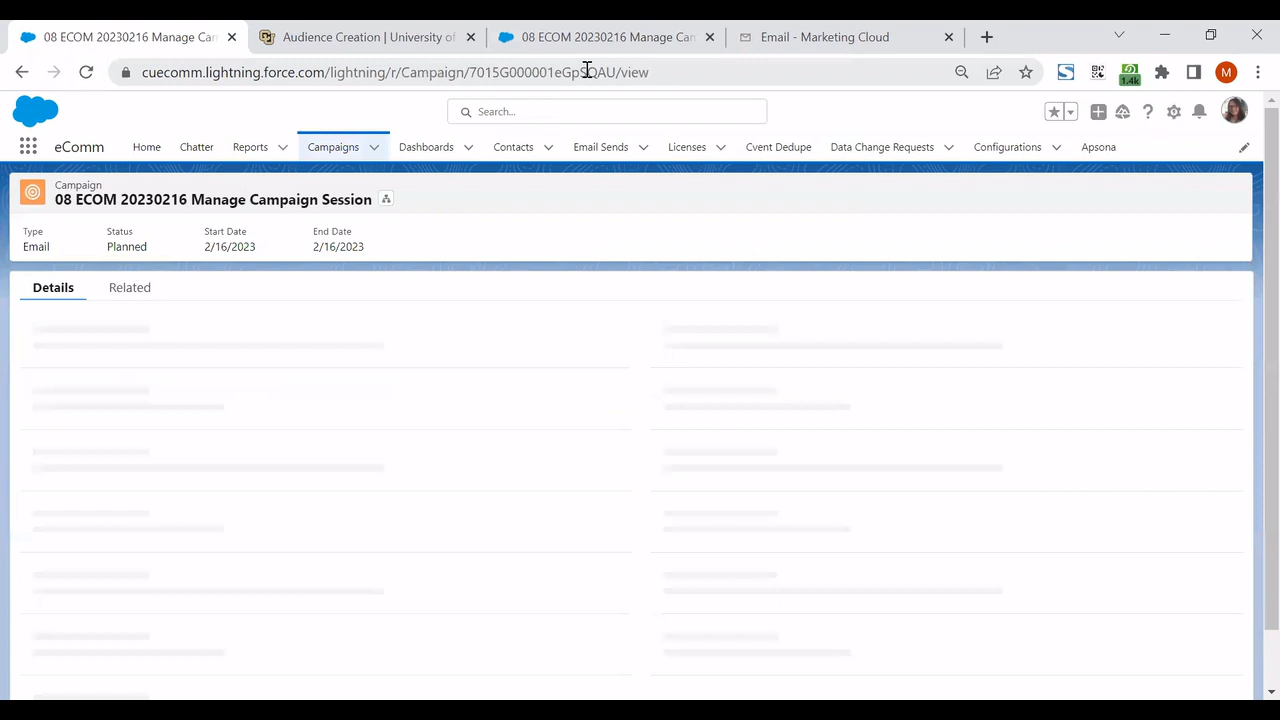 08 ECOM 20230216 Manage Car
Audience Creation | University of
08 ECOM 20230216 Manage Can
Email - Marketing Cloud
cuecomm.lightning.force.com/lightning/r/Campaign/7015G000001eGpSQAU/view
1.4k
M
Search...
eComm
Home
Chatter
Reports
Campaigns
Dashboards
Contacts
Email Sends
Licenses
Cvent Dedupe
Data Change Requests
Configurations
Apsona
Campaign
08 ECOM 20230216 Manage Campaign Session
Type
Status
Start Date
End Date
Email
Planned
2/16/2023
2/16/2023
Details
Related